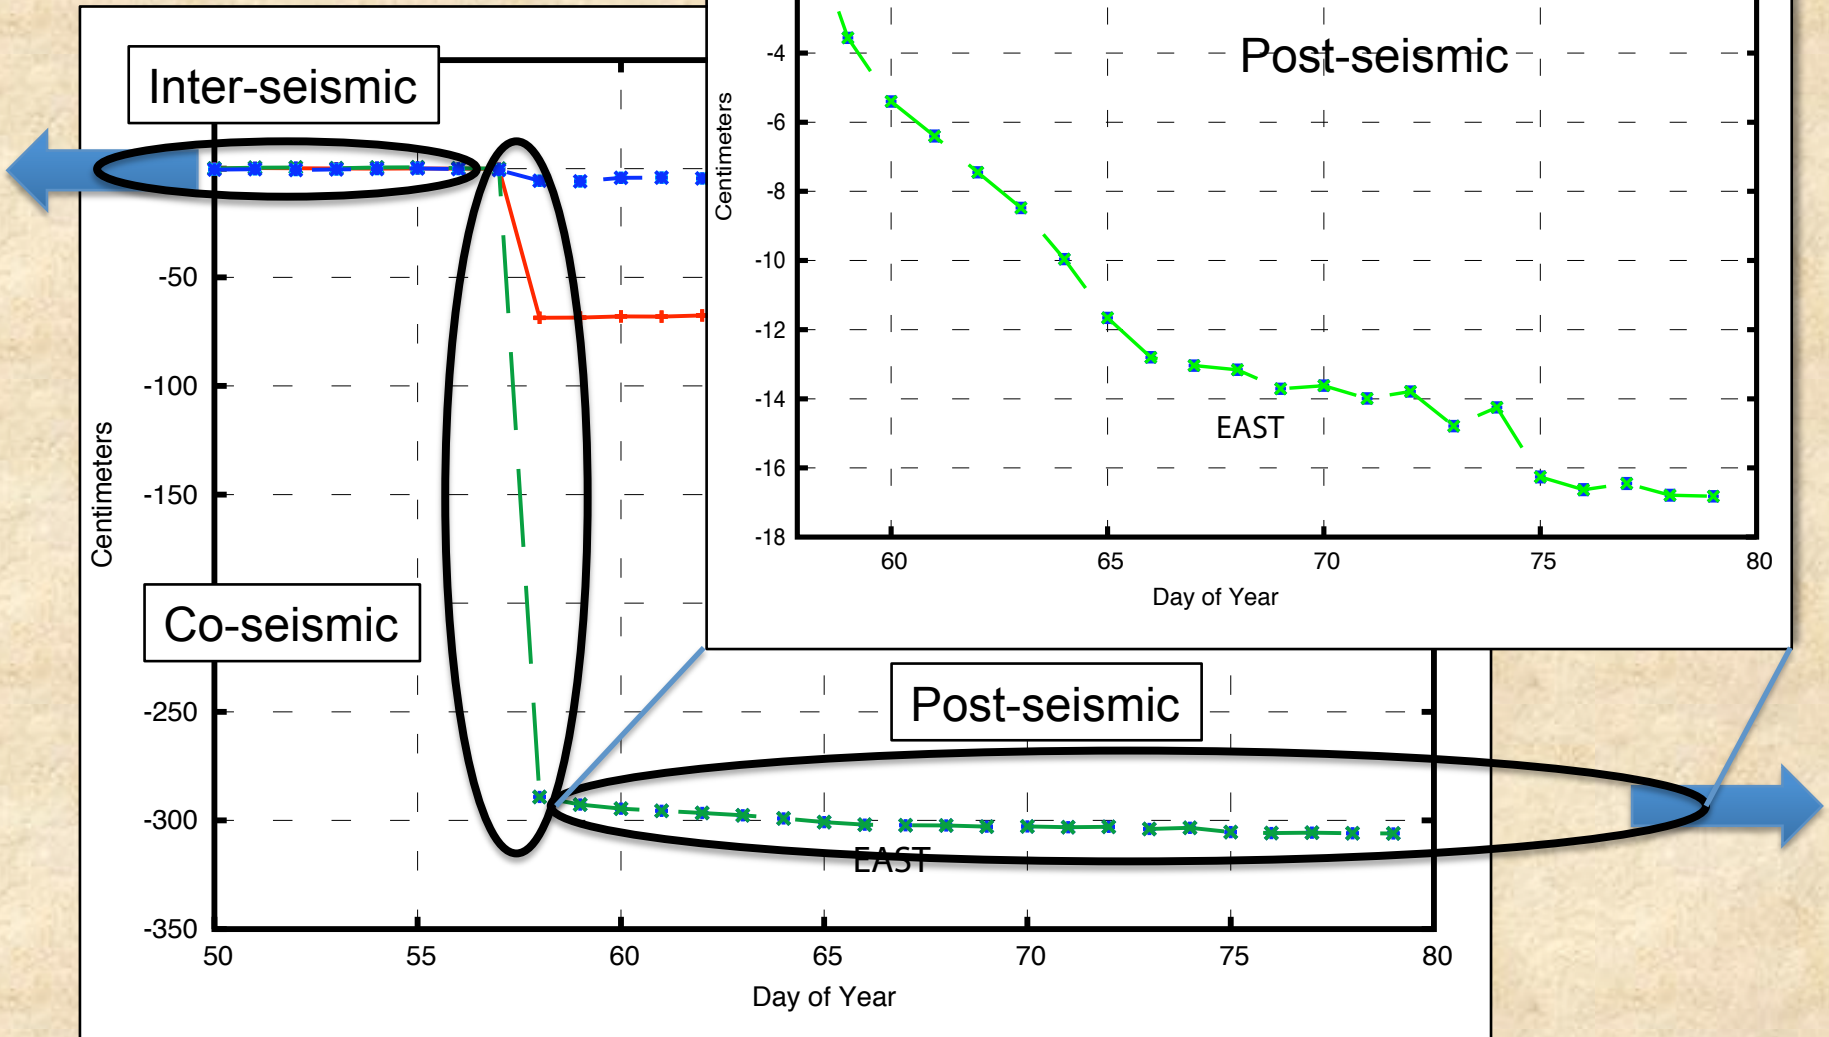 Inter-seismic
-50
-100
-150
-250
-300
-350
Centimeters
Co-seismic
Post-seismic
EAST
50 55 60 65 70 75 80
Day of Year
Post-seismic
-4
-6
-8
-10
-12
-14
-16
-18
Centimeters
EAST
60 65 70 75 80
Day of Year